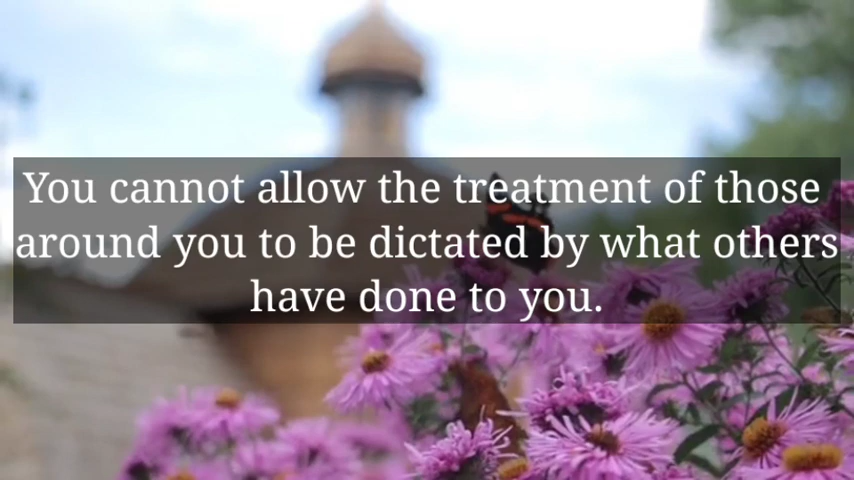 You cannot allow the treatment of those
around you to be dictated by what others
have done to you.